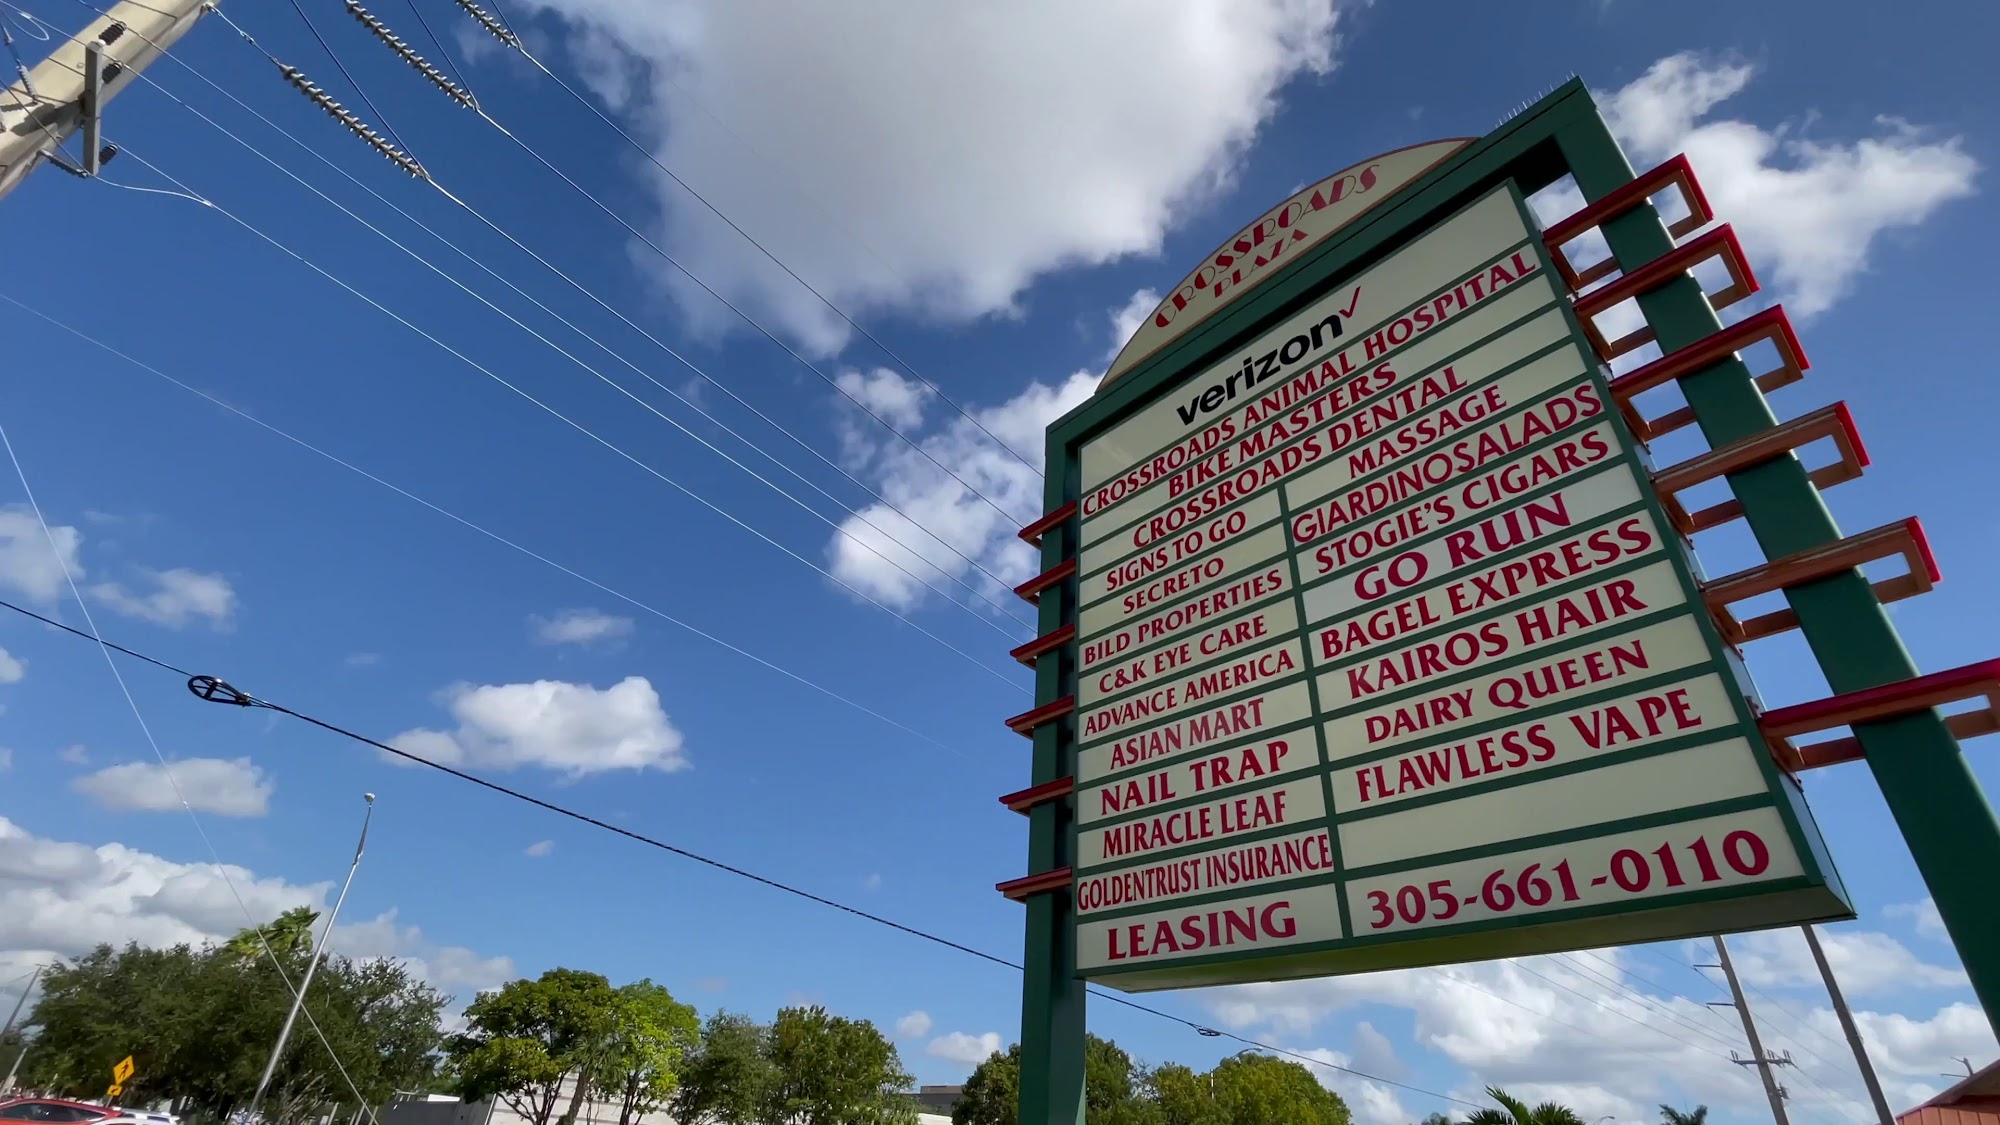 CROSSROADS
PLAZA
verizon✓
CROSSROADS ANIMAL HOSPITAL
BIKE MASTERS
CROSSROADS DENTAL
SIGNS TO GO
SECRETO
BILD PROPERTIES
C&K EYE CARE
ADVANCE AMERICA
ASIAN MART
NAIL TRAP
MIRACLE LEAF
GOLDENTRUST INSURANCE
LEASING
MASSAGE
GIARDINOSALADS
STOGIE'S CIGARS
GO RUN
BAGEL EXPRESS
KAIROS HAIR
DAIRY QUEEN
FLAWLESS VAPE
305-661-0110